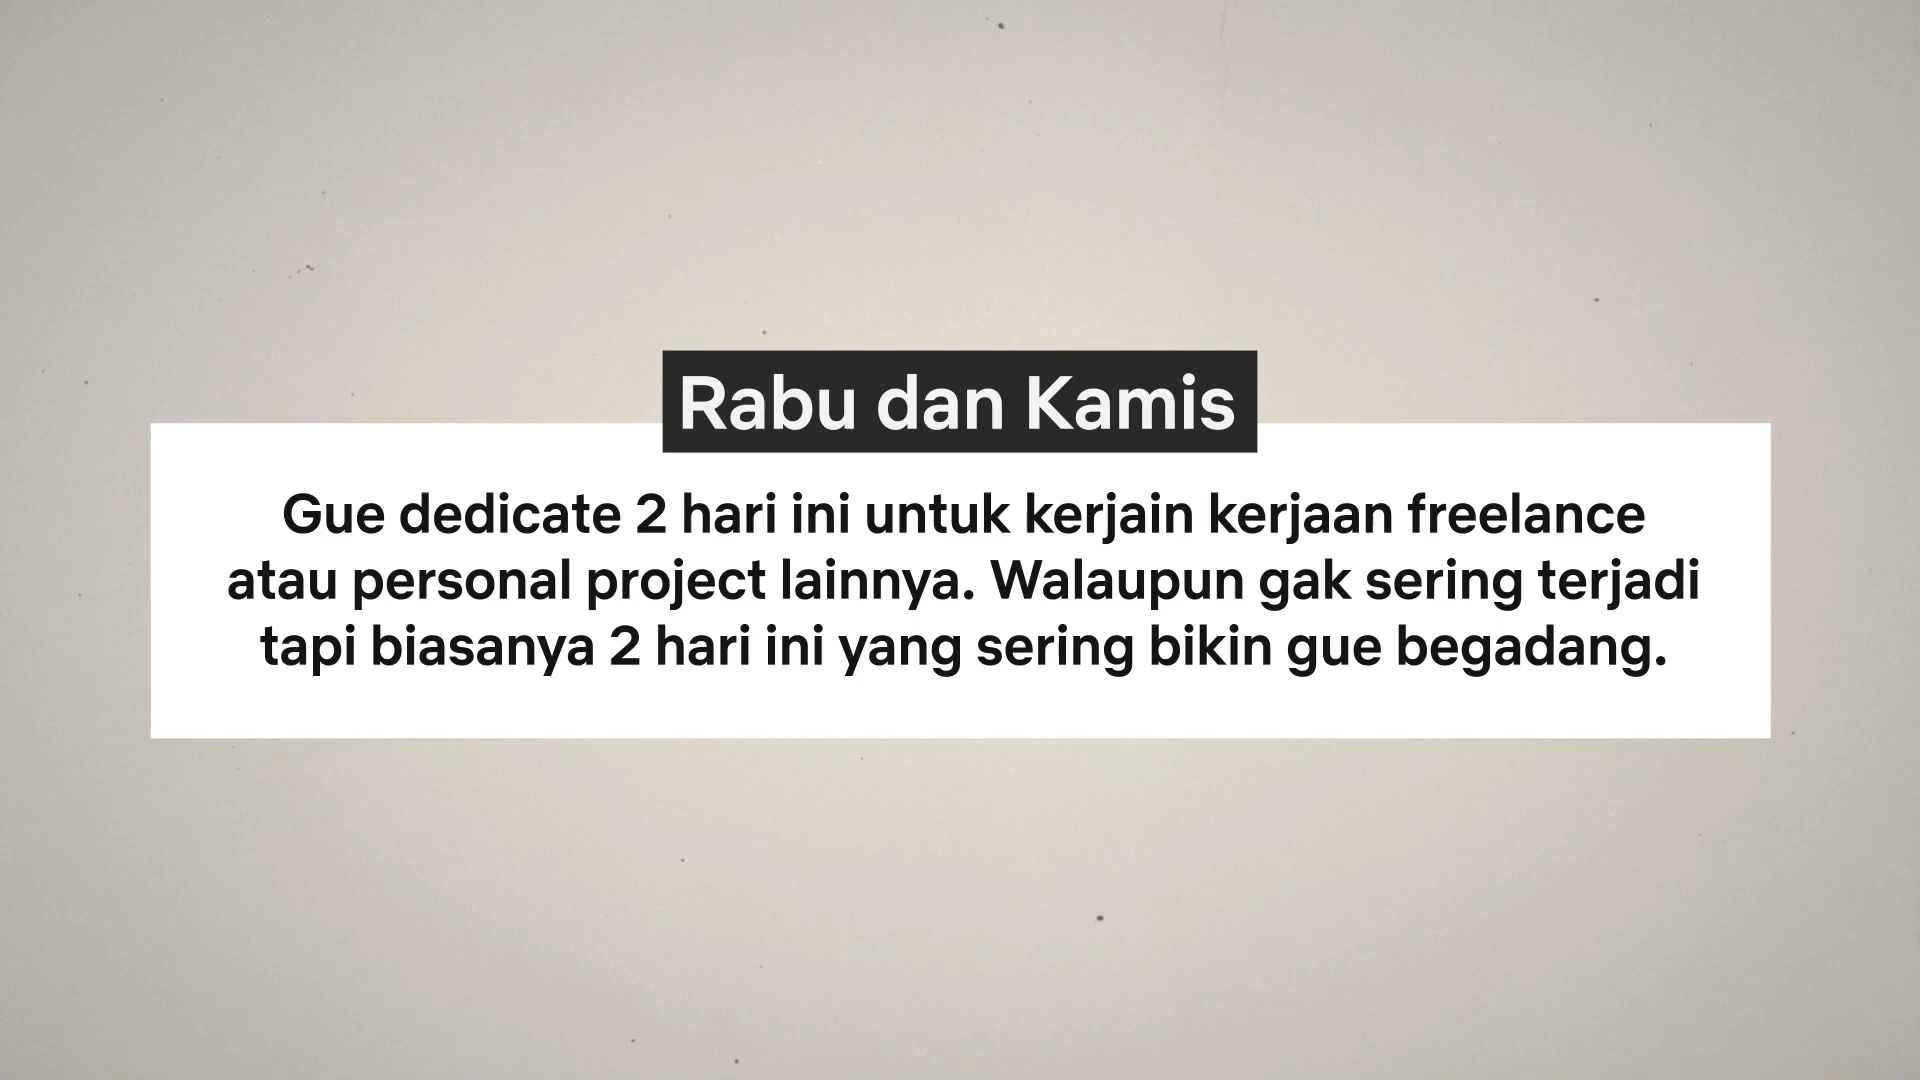 Rabu dan Kamis
Gue dedicate 2 hari ini untuk kerjain kerjaan freelance
atau personal project lainnya. Walaupun gak sering terjadi
tapi biasanya 2 hari ini yang sering bikin gue begadang.